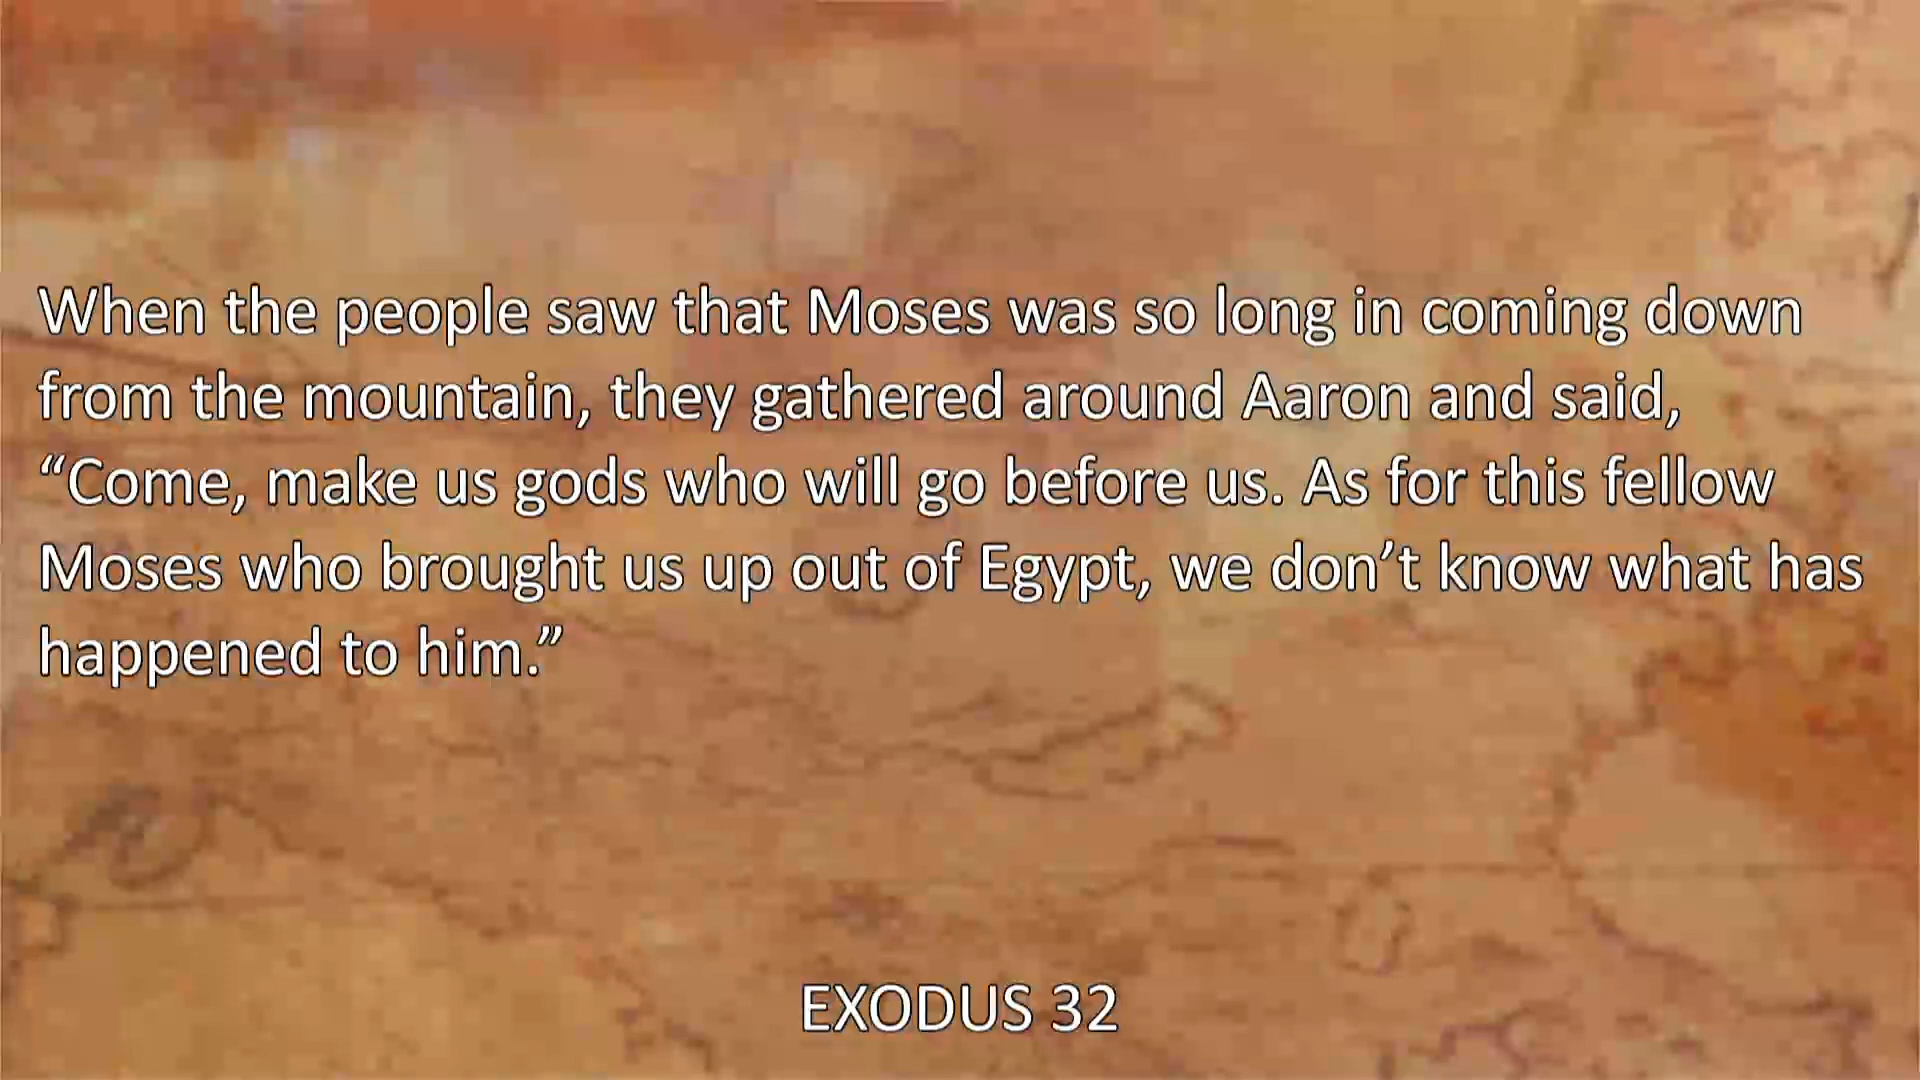 When the people saw that Moses was so long in coming down
from the mountain, they gathered around Aaron and said,
“Come, make us gods who will go before us. As for this fellow
Moses who brought us up out of Egypt, we don’t know what has
happened to him.”
EXODUS 32